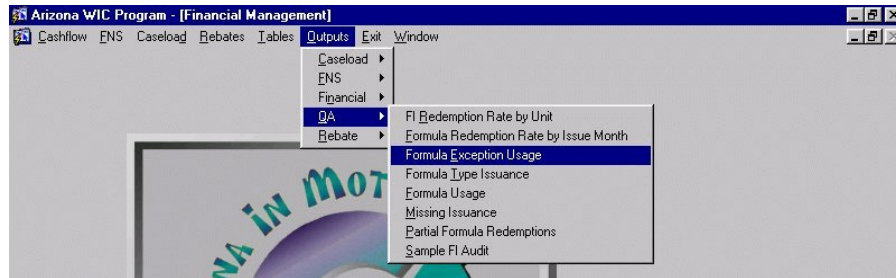 Arizona WIC Program - [Financial Management]
Cashflow FNS Caseload Rebates Tables Outputs Exit Window
Caseload
FNS
Financial
QA
Rebate
FI Redemption Rate by Unit
Formula Redemption Rate by Issue Month
Formula Exception Usage
Formula Type Issuance
Formula Usage
Missing Issuance
Partial Formula Redemptions
Sample FI Audit
IN MOT